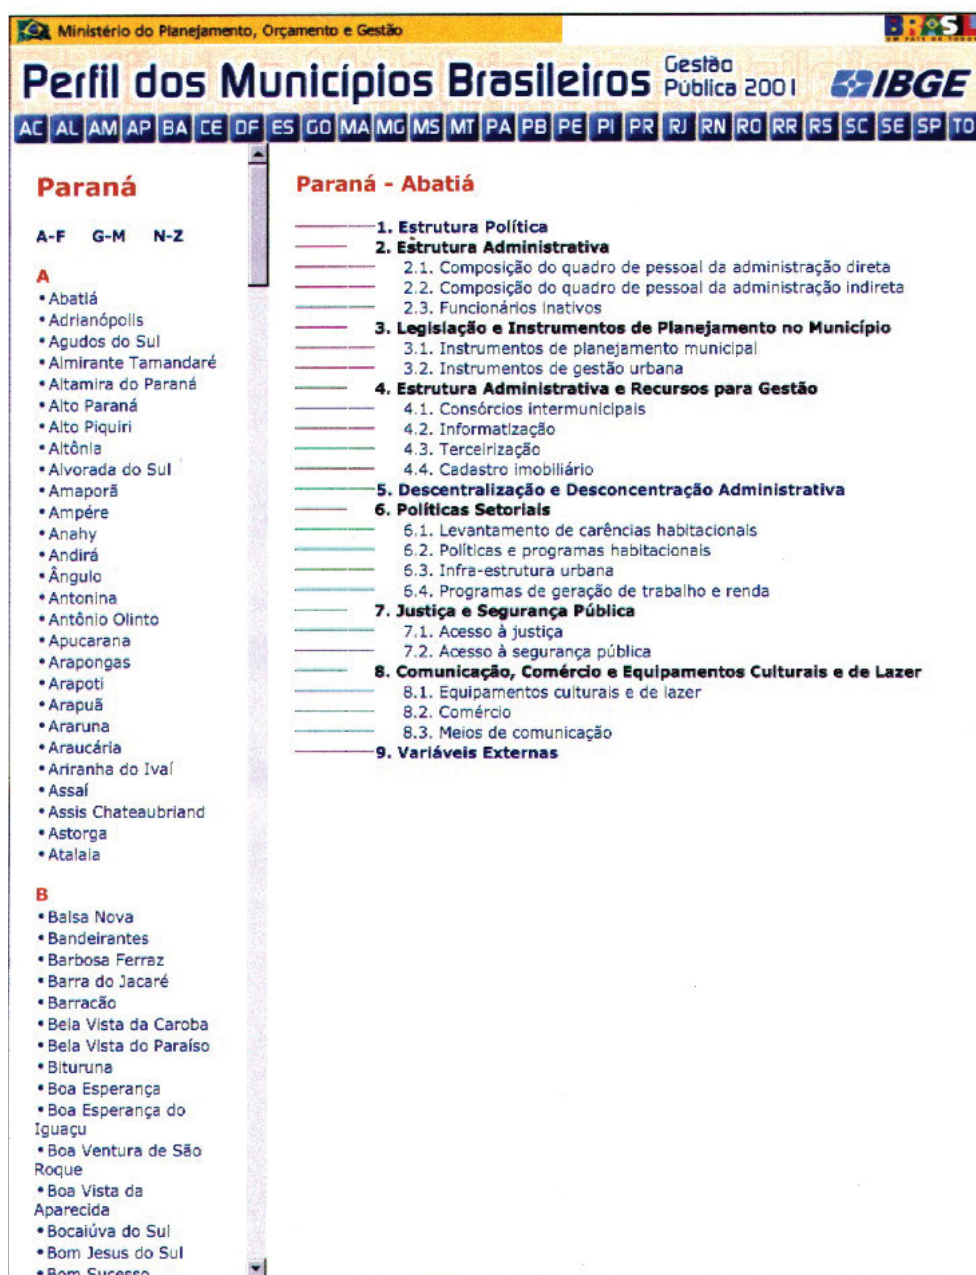 Ministério do Planejamento, Orçamento e Gestão
BRASIL
UM PAÍS DE TODOS
Perfil dos Municípios Brasileiros
Gestão
Pública 2001
IBGE
AC AL AM AP BA CE DF ES GO MA MG MS MT PA PB PE PI PR RJ RN RO RR RS SC SE SP TO
Paraná
A-F G-M N-Z
A
• Abatiá
• Adrianópolis
• Agudos do Sul
• Almirante Tamandaré
• Altamira do Paraná
• Alto Paraná
• Alto Piquiri
• Altônia
• Alvorada do Sul
• Amaporã
• Ampére
• Anahy
• Andirá
• Ângulo
• Antonina
• Antônio Olinto
• Apucarana
• Arapongas
• Arapoti
• Arapuã
• Araruna
• Araucária
• Ariranha do Ivaí
• Assaí
• Assis Chateaubriand
• Astorga
• Atalaia
B
• Balsa Nova
• Bandeirantes
• Barbosa Ferraz
• Barra do Jacaré
• Barracão
• Bela Vista da Caroba
• Bela Vista do Paraíso
• Bituruna
• Boa Esperança
• Boa Esperança do
Iguaçu
• Boa Ventura de São
Roque
• Boa Vista da
Aparecida
• Bocaiúva do Sul
• Bom Jesus do Sul
• Bom Sucesso
Paraná - Abatiá
1. Estrutura Política
2. Estrutura Administrativa
2.1. Composição do quadro de pessoal da administração direta
2.2. Composição do quadro de pessoal da administração indireta
2.3. Funcionários inativos
3. Legislação e Instrumentos de Planejamento no Município
3.1. Instrumentos de planejamento municipal
3.2. Instrumentos de gestão urbana
4. Estrutura Administrativa e Recursos para Gestão
4.1. Consórcios intermunicipais
4.2. Informatização
4.3. Terceirização
4.4. Cadastro imobiliário
5. Descentralização e Desconcentração Administrativa
6. Políticas Setoriais
6.1. Levantamento de carências habitacionais
6.2. Políticas e programas habitacionais
6.3. Infra-estrutura urbana
6.4. Programas de geração de trabalho e renda
7. Justiça e Segurança Pública
7.1. Acesso à justiça
7.2. Acesso à segurança pública
8. Comunicação, Comércio e Equipamentos Culturais e de Lazer
8.1. Equipamentos culturais e de lazer
8.2. Comércio
8.3. Meios de comunicação
9. Variáveis Externas